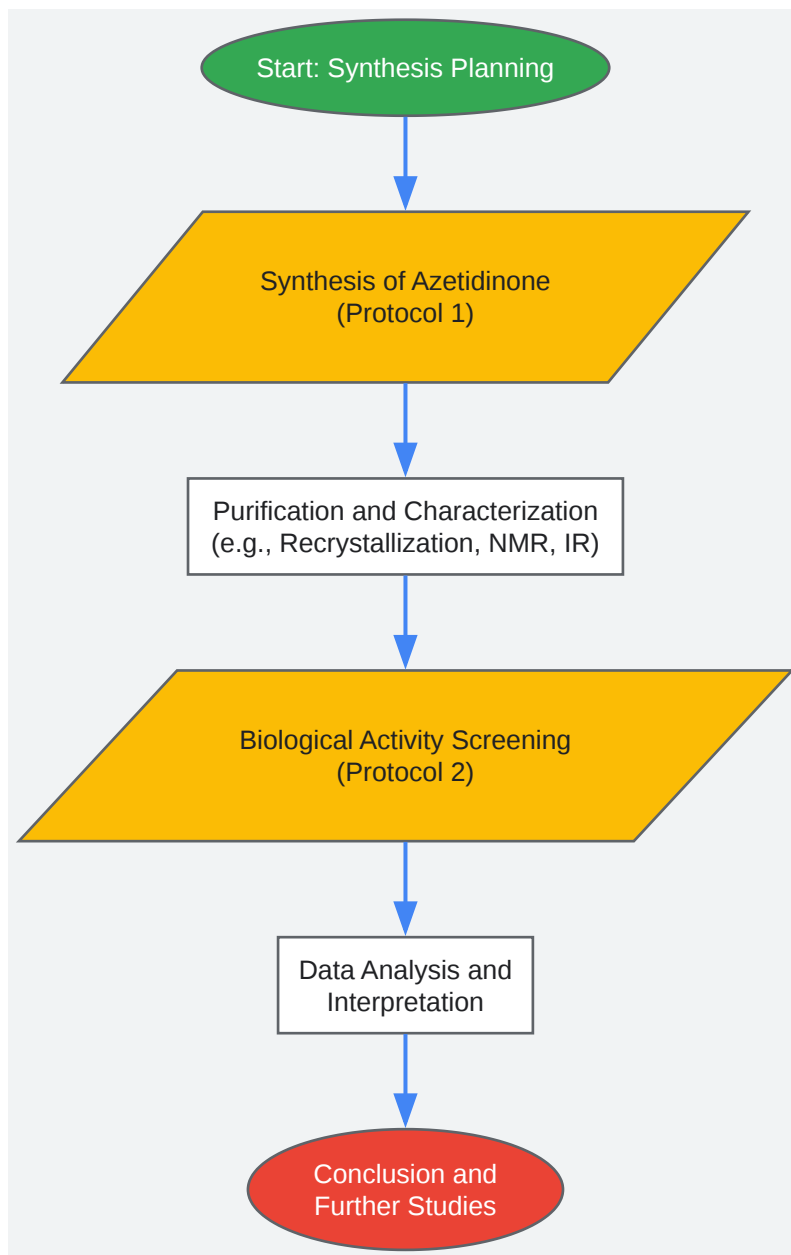 Start: Synthesis Planning
Synthesis of Azetidinone
(Protocol 1)
Purification and Characterization
(e.g., Recrystallization, NMR, IR)
Biological Activity Screening
(Protocol 2)
Data Analysis and
Interpretation
Conclusion and
Further Studies